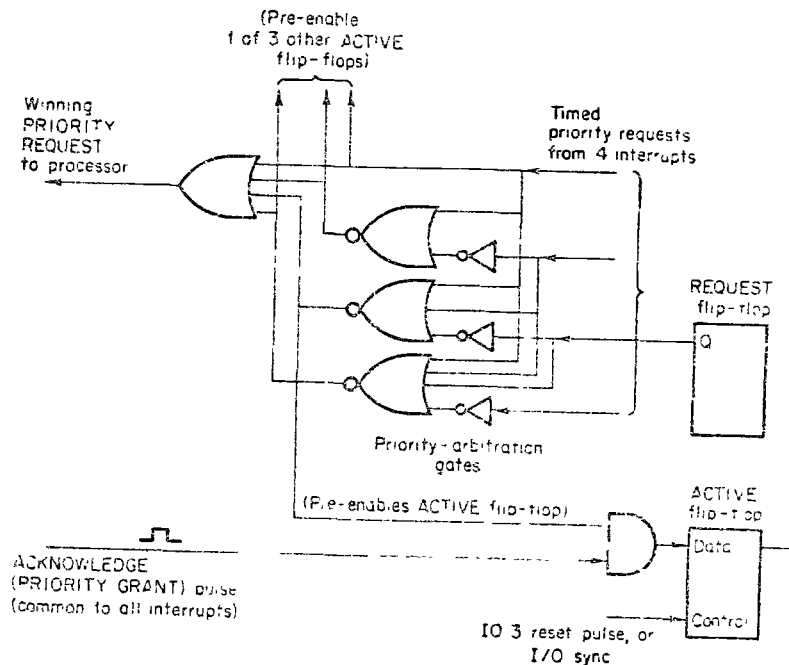 (Pre-enable
1 of 3 other ACTIVE
flip-flops)
Winning
PRIORITY
REQUEST
to processor
Timed
priority requests
from 4 interrupts
REQUEST
flip-flop
Q
Priority-arbitration
gates
(Pre-enables ACTIVE flip-flop)
ACTIVE
flip-flop
Data
ACKNOWLEDGE
(PRIORITY GRANT) pulse
(common to all interrupts)
Control
IO 3 reset pulse, or
I/O sync